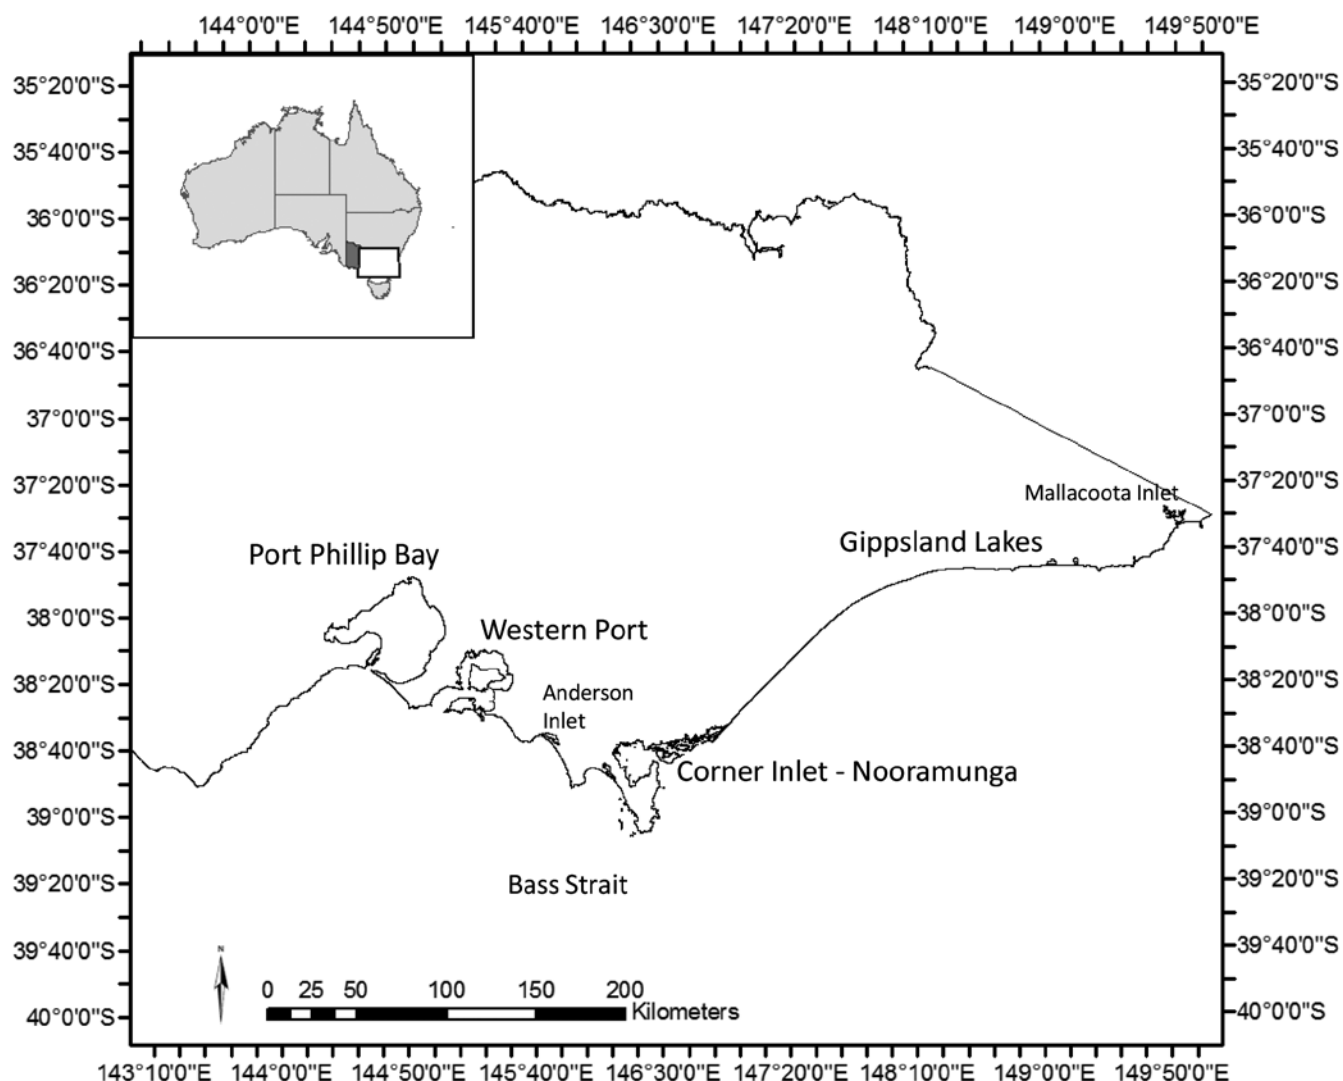 144°0'0"E 144°50'0"E 145°40'0"E 146°30'0"E 147°20'0"E 148°10'0"E 149°0'0"E 149°50'0"E
35°20'0"S 35°20'0"S
35°40'0"S 35°40'0"S
36°0'0"S 36°0'0"S
36°20'0"S 36°20'0"S
36°40'0"S 36°40'0"S
37°0'0"S 37°0'0"S
37°20'0"S 37°20'0"S
Mallacoota Inlet
37°40'0"S Gippsland Lakes 37°40'0"S
Port Phillip Bay
38°0'0"S 38°0'0"S
Western Port
38°20'0"S 38°20'0"S
Anderson
Inlet
38°40'0"S 38°40'0"S
Corner Inlet - Nooramunga
39°0'0"S 39°0'0"S
39°20'0"S Bass Strait 39°20'0"S
39°40'0"S 39°40'0"S
N
0 25 50 100 150 200
Kilometers
40°0'0"S 40°0'0"S
143°10'0"E 144°0'0"E 144°50'0"E 145°40'0"E 146°30'0"E 147°20'0"E 148°10'0"E 149°0'0"E 149°50'0"E